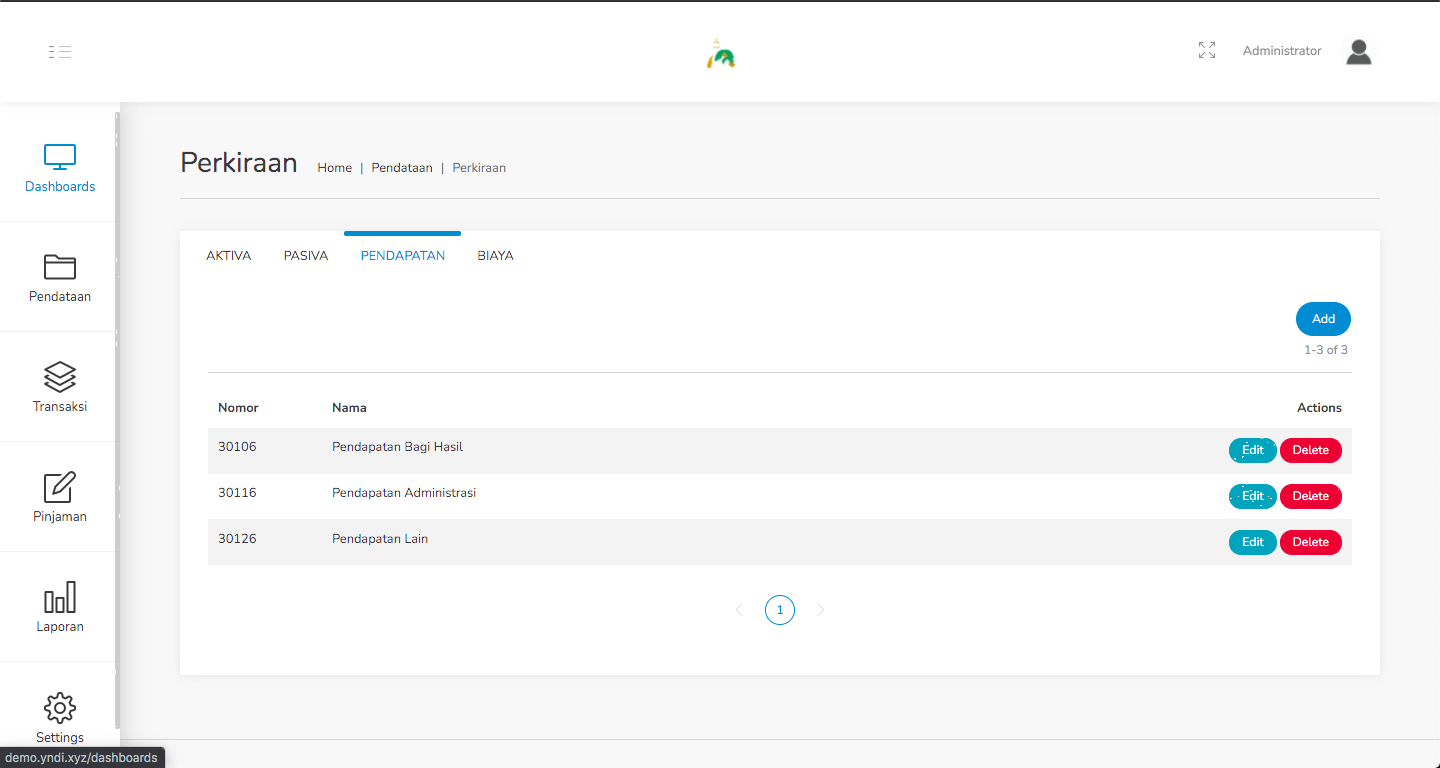 Administrator
Dashboards
Pendataan
Transaksi
Pinjaman
Laporan
Settings
Perkiraan Home | Pendataan | Perkiraan
AKTIVA PASIVA PENDAPATAN BIAYA
Add
1-3 of 3
Nomor Nama Actions
30106 Pendapatan Bagi Hasil Edit Delete
30116 Pendapatan Administrasi Edit Delete
30126 Pendapatan Lain Edit Delete
1
demo.yndi.xyz/dashboards